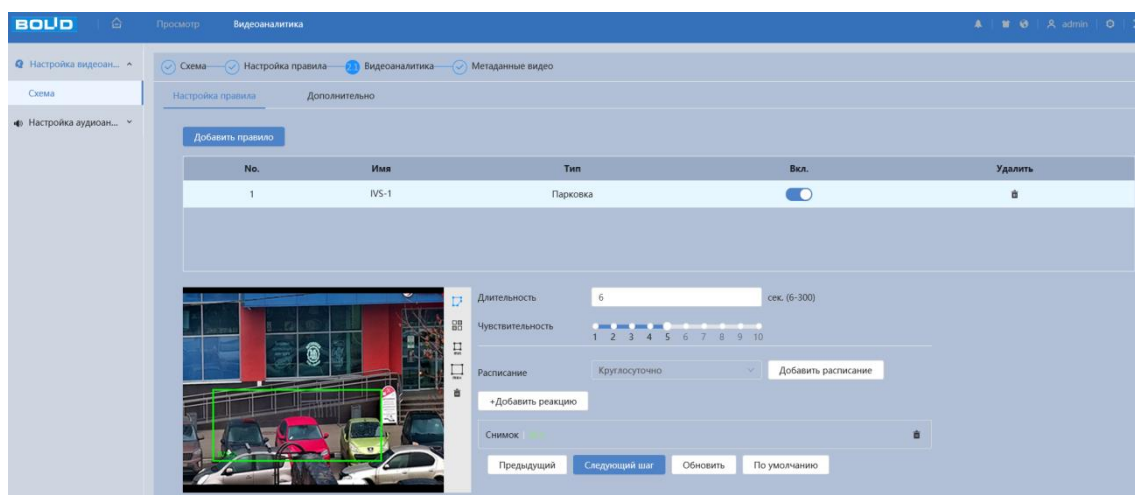 BOLID
Просмотр
Видеоаналитика
admin
Настройка видеоан...
Схема
Настройка аудиоан...
Схема
Настройка правила
Видеоаналитика
Метаданные видео
Настройка правила
Дополнительно
Добавить правило
No. Имя Тип Вкл. Удалить
1 IVS-1 Парковка
Длительность 6 сек. (6-300)
Чувствительность
1 2 3 4 5 6 7 8 9 10
Расписание Круглосуточно Добавить расписание
+Добавить реакцию
Снимок
Предыдущий Следующий шаг Обновить По умолчанию